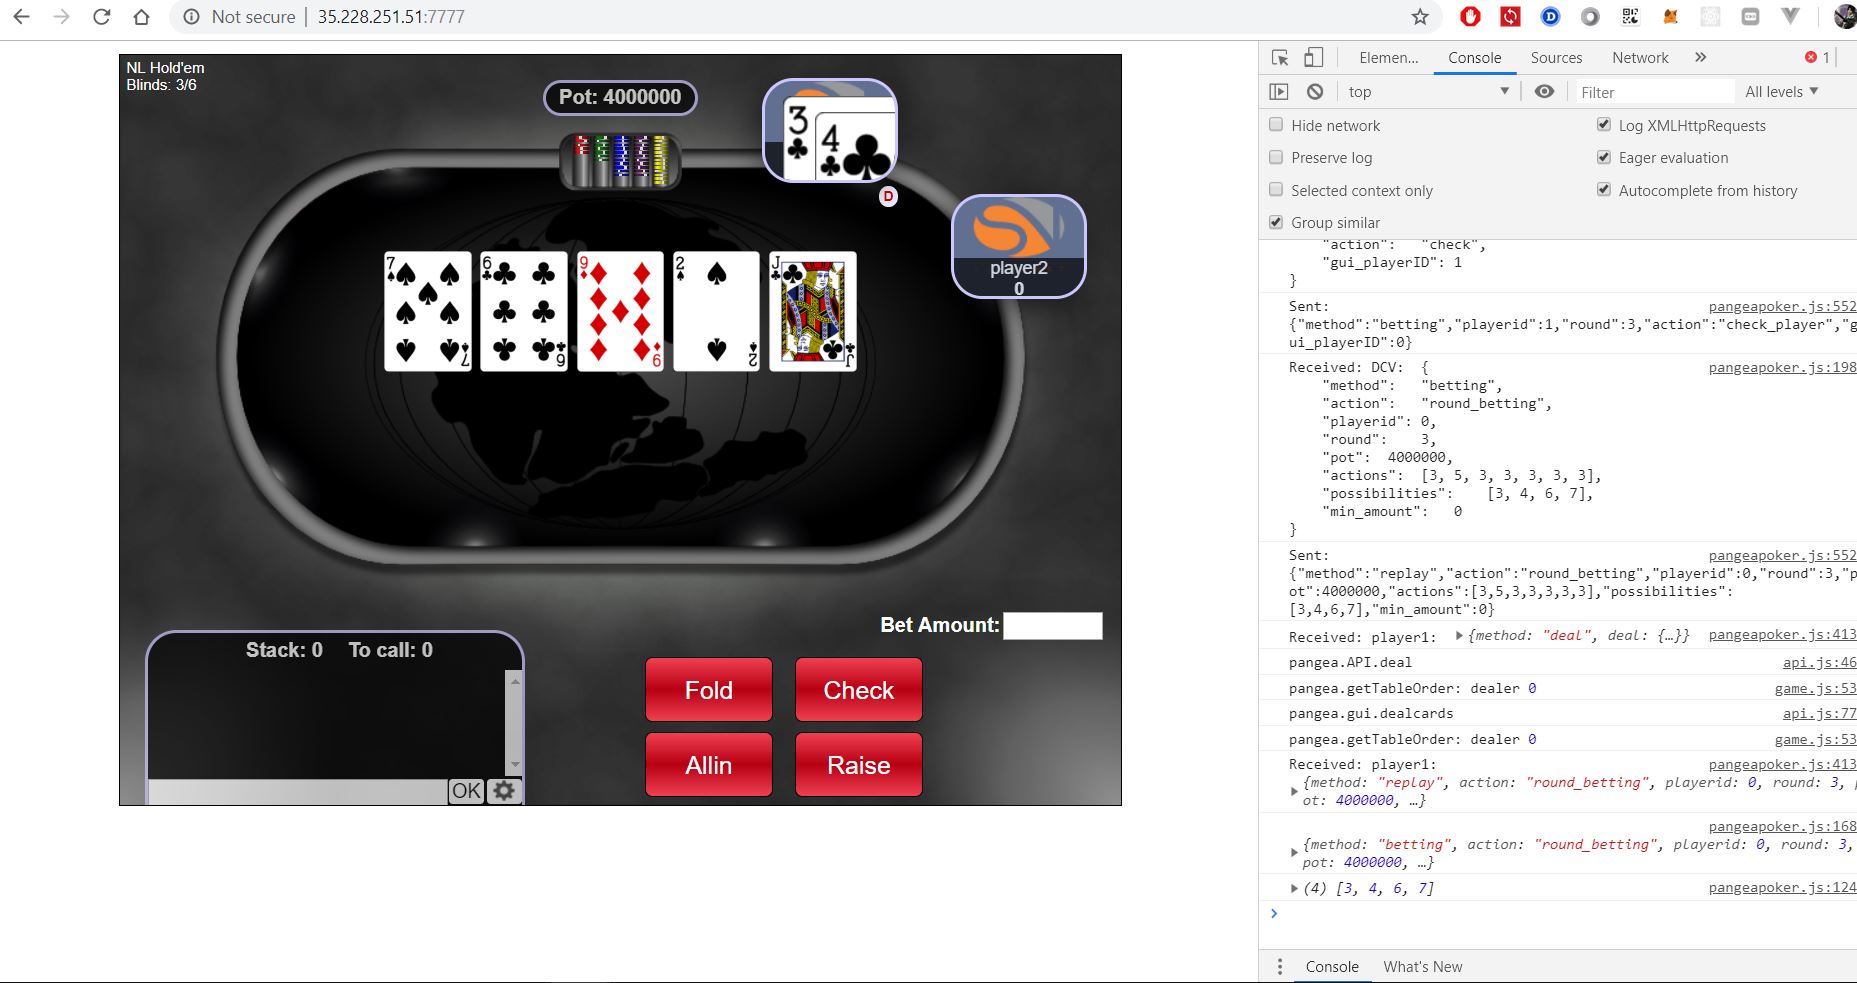 Not secure | 35.228.251.51:7777
NL Hold'em
Blinds: 3/6
Pot: 4000000
3
4
D
player2
0
7
7
6
6
9
9
2
2
J
J
Bet Amount:
Stack: 0 To call: 0
Fold Check
Allin Raise
OK
Elemen... Console Sources Network » 1
top Filter All levels
Hide network Log XMLHttpRequests
Preserve log Eager evaluation
Selected context only Autocomplete from history
Group similar
"action": "check",
"gui_playerID": 1
}
Sent: pangeapoker.js:552
{"method":"betting","playerid":1,"round":3,"action":"check_player","g
ui_playerID":0}
Received: DCV: { pangeapoker.js:198
"method": "betting",
"action": "round_betting",
"playerid": 0,
"round": 3,
"pot": 4000000,
"actions": [3, 5, 3, 3, 3, 3, 3],
"possibilities": [3, 4, 6, 7],
"min_amount": 0
}
Sent: pangeapoker.js:552
{"method":"replay","action":"round_betting","playerid":0,"round":3,"p
ot":4000000,"actions":[3,5,3,3,3,3,3],"possibilities":
[3,4,6,7],"min_amount":0}
Received: player1: {method: "deal", deal: {…}} pangeapoker.js:413
pangea.API.deal api.js:46
pangea.getTableOrder: dealer 0 game.js:53
pangea.gui.dealcards api.js:77
pangea.getTableOrder: dealer 0 game.js:53
Received: player1: pangeapoker.js:413
{method: "replay", action: "round_betting", playerid: 0, round: 3, p
ot: 4000000, …}
pangeapoker.js:168
{method: "betting", action: "round_betting", playerid: 0, round: 3,
pot: 4000000, …}
(4) [3, 4, 6, 7] pangeapoker.js:124
Console What's New